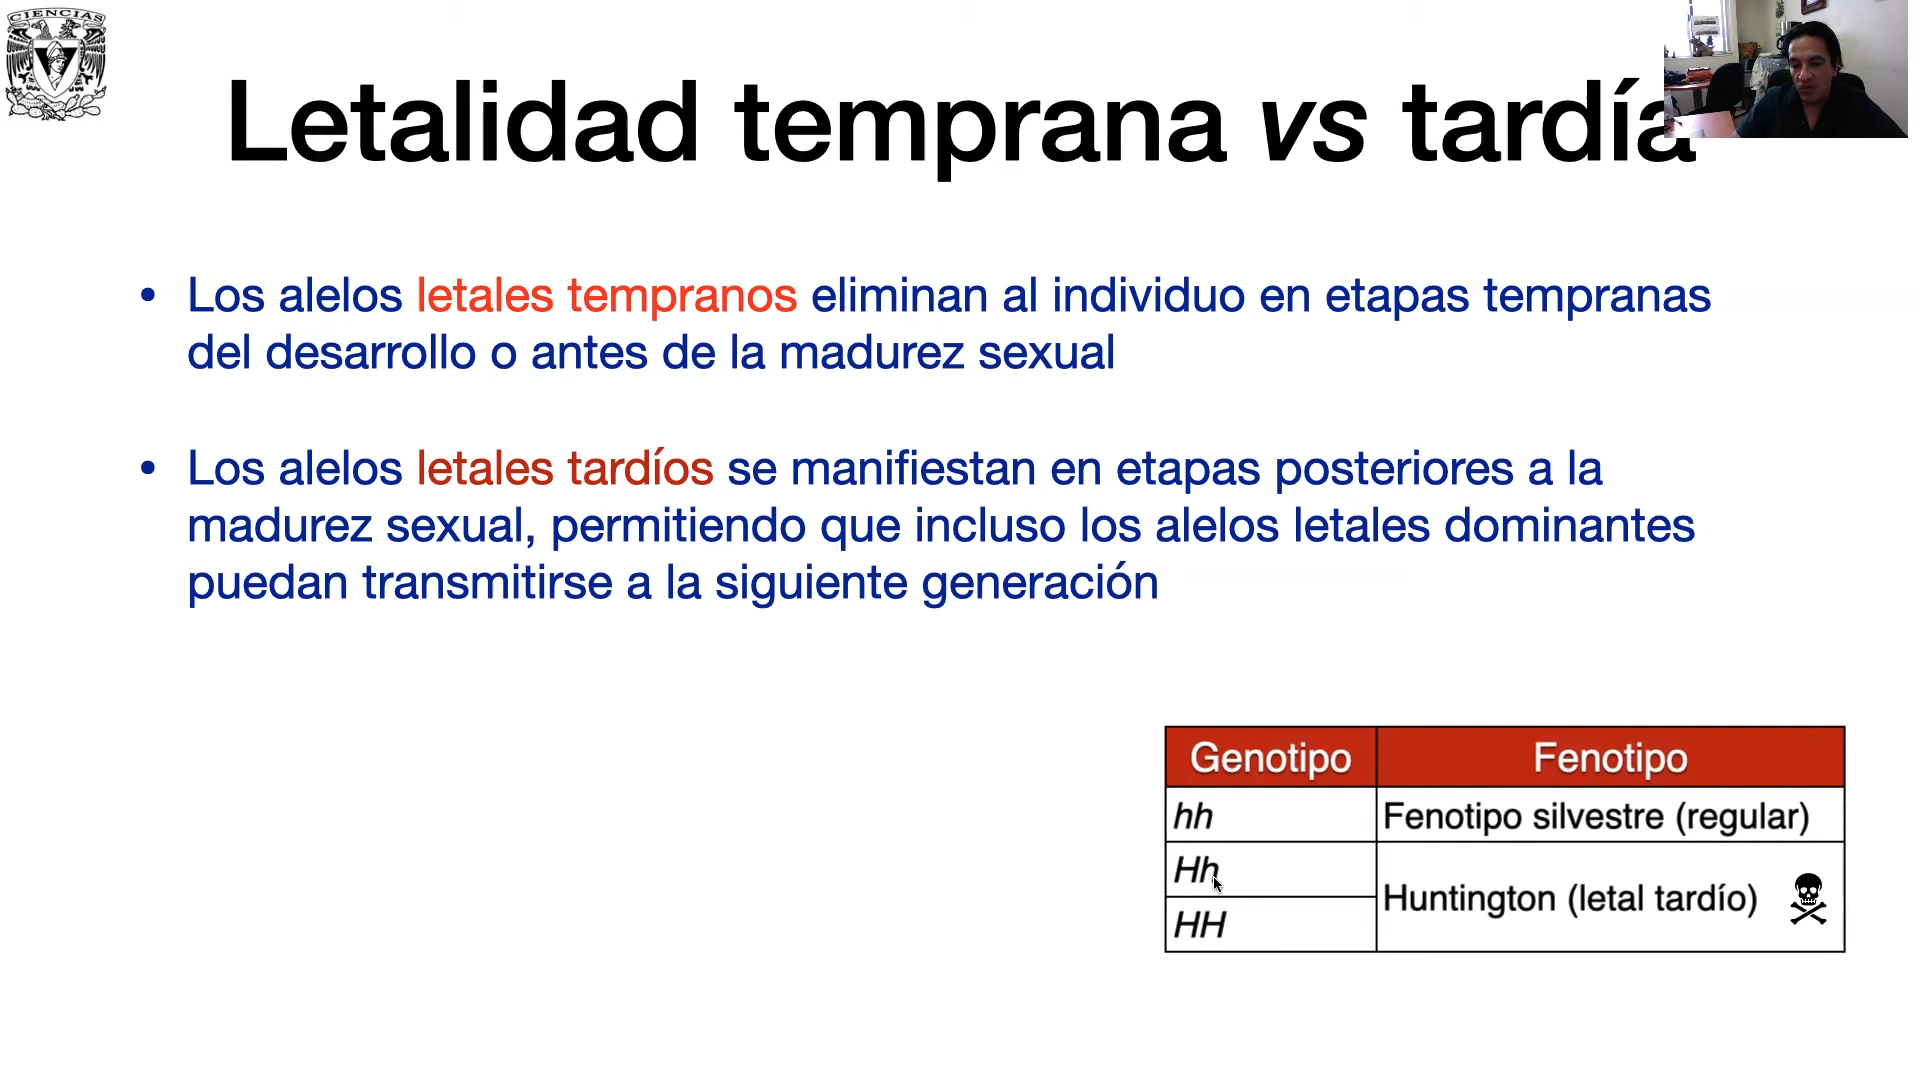 CIENCIAS
Letalidad temprana vs tardía
• Los alelos letales tempranos eliminan al individuo en etapas tempranas
del desarrollo o antes de la madurez sexual
• Los alelos letales tardíos se manifiestan en etapas posteriores a la
madurez sexual, permitiendo que incluso los alelos letales dominantes
puedan transmitirse a la siguiente generación
Genotipo Fenotipo
hh Fenotipo silvestre (regular)
Hh
Huntington (letal tardío)
HH